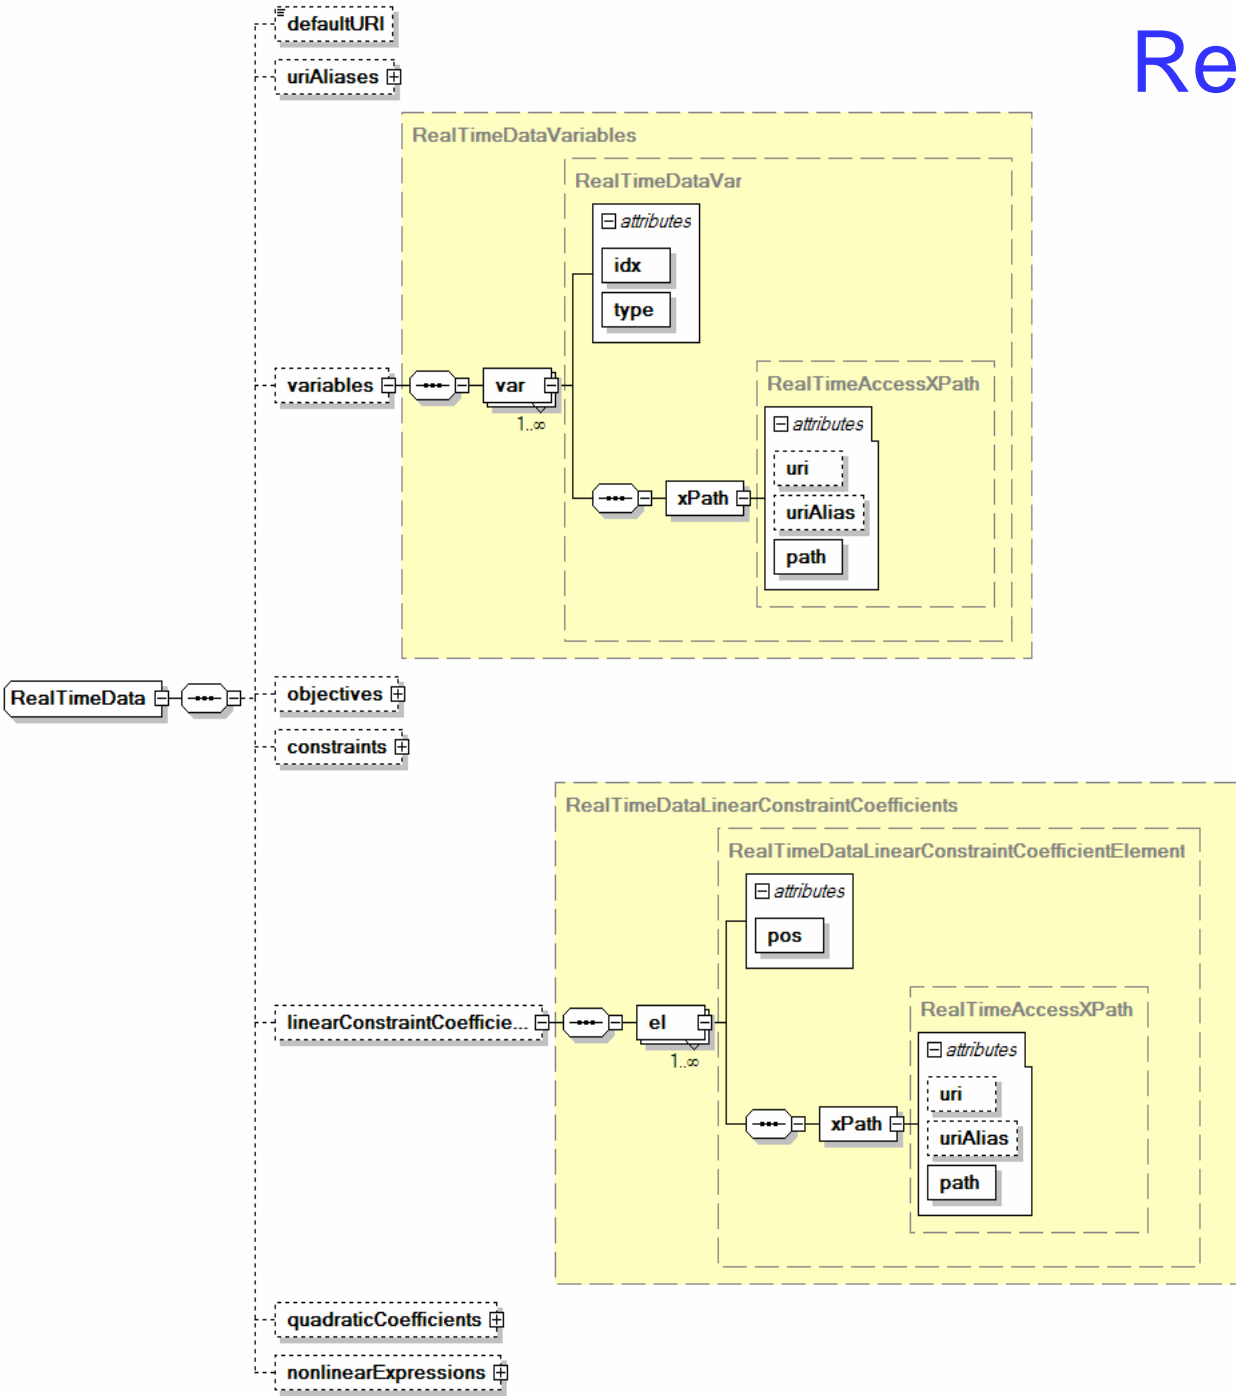 defaultURI
Re
uriAliases
RealTimeDataVariables
RealTimeDataVar
attributes
idx
type
variables
var
1..∞
RealTimeAccessXPath
attributes
uri
xPath
uriAlias
path
RealTimeData
objectives
constraints
RealTimeDataLinearConstraintCoefficients
RealTimeDataLinearConstraintCoefficientElement
attributes
pos
linearConstraintCoefficie...
el
1..∞
RealTimeAccessXPath
attributes
uri
xPath
uriAlias
path
quadraticCoefficients
nonlinearExpressions